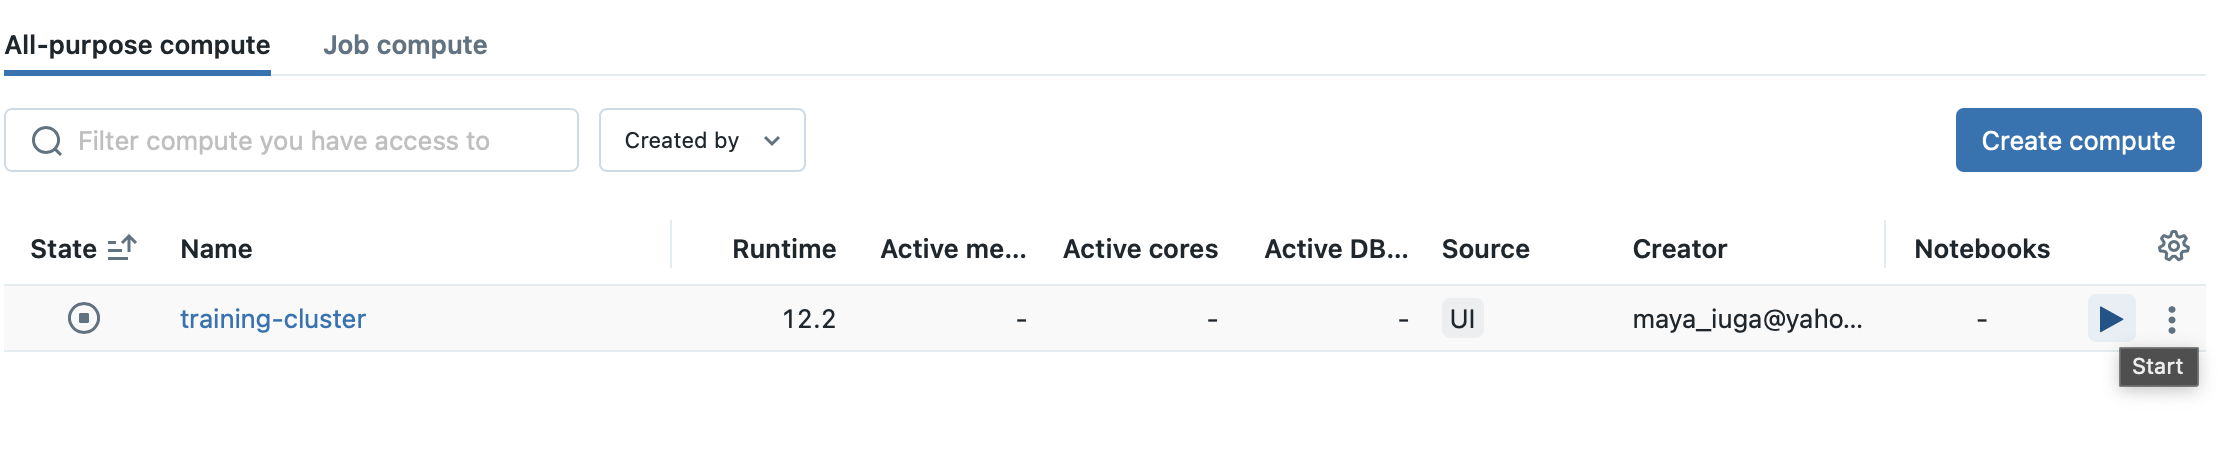 All-purpose compute Job compute
Filter compute you have access to Created by Create compute
State Name Runtime Active me... Active cores Active DB... Source Creator Notebooks
training-cluster 12.2 - - - UI maya_iuga@yaho... -
Start